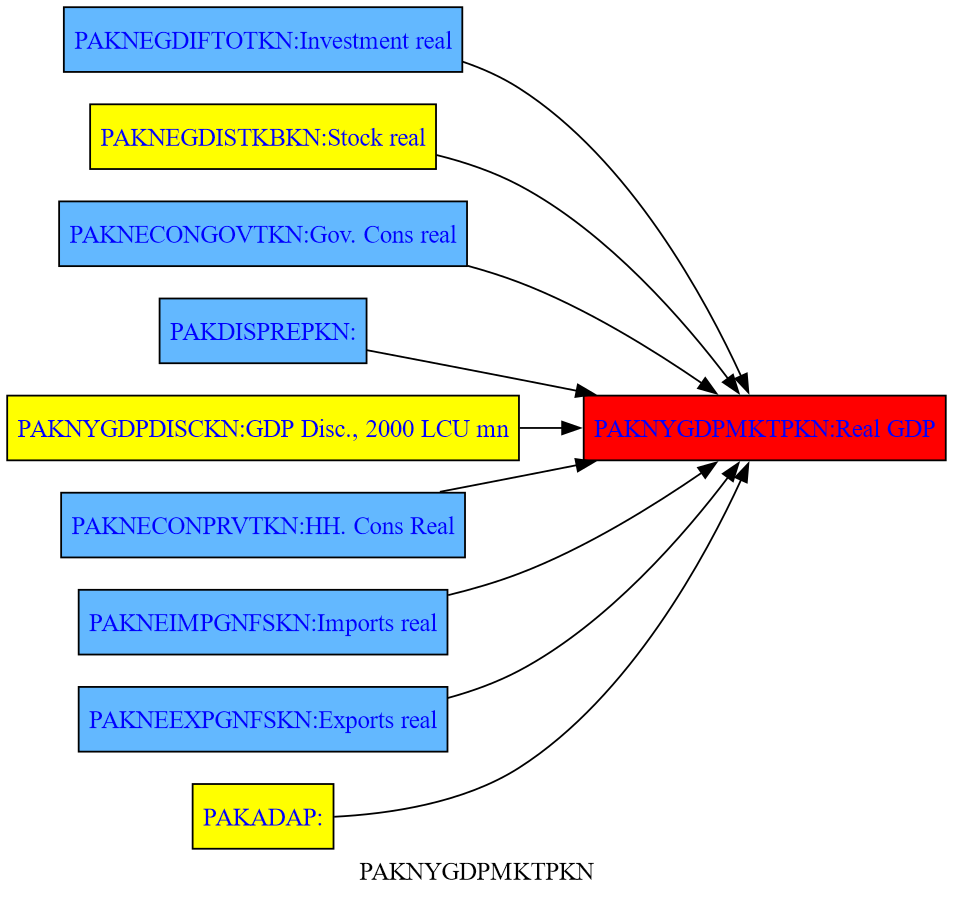 PAKNEGDIFTOTKN:Investment real
PAKNEGDISTKBKN:Stock real
PAKNECONGOVTKN:Gov. Cons real
PAKDISPREPKN:
PAKNYGDPDISCKN:GDP Disc., 2000 LCU mn
PAKNYGDPMKTPKN:Real GDP
PAKNECONPRVTKN:HH. Cons Real
PAKNEIMPGNFSKN:Imports real
PAKNEEXPGNFSKN:Exports real
PAKADAP:
PAKNYGDPMKTPKN